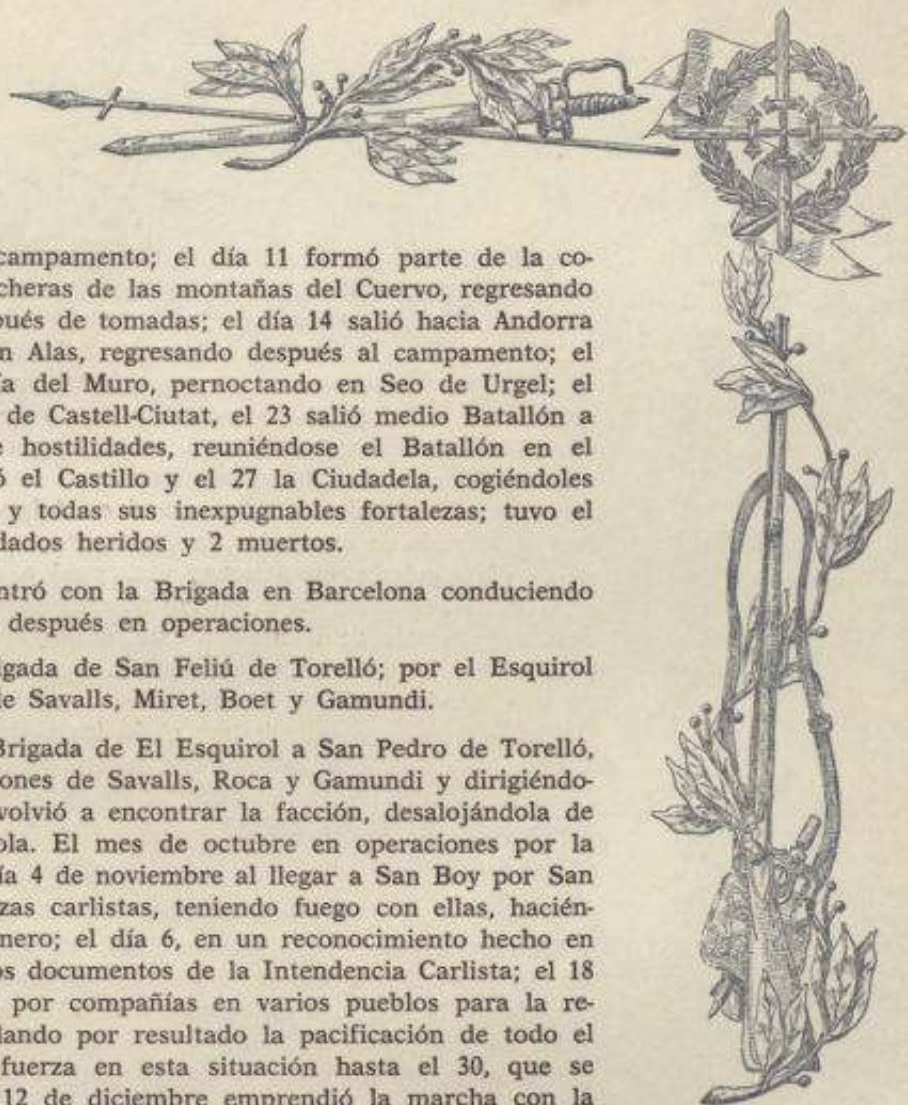 campamento; el día 11 formó parte de la co-
cheras de las montañas del Cuervo, regresando
pués de tomadas; el día 14 salió hacia Andorra
n Alas, regresando después al campamento; el
ía del Muro, pernoctando en Seo de Urgel; el
de Castell-Ciutat, el 23 salió medio Batallón a
e hostilidades, reuniéndose el Batallón en el
ó el Castillo y el 27 la Ciudadela, cogiéndoles
y todas sus inexpugnables fortalezas; tuvo el
dados heridos y 2 muertos.
ntró con la Brigada en Barcelona conduciendo
después en operaciones.
igada de San Feliú de Torelló; por el Esquirol
le Savalls, Miret, Boet y Gamundi.
Brigada de El Esquirol a San Pedro de Torelló,
ones de Savalls, Roca y Gamundi y dirigiéndo-
volvió a encontrar la facción, desalojándola de
ola. El mes de octubre en operaciones por la
ía 4 de noviembre al llegar a San Boy por San
zas carlistas, teniendo fuego con ellas, hacién-
nero; el día 6, en un reconocimiento hecho en
os documentos de la Intendencia Carlista; el 18
por compañías en varios pueblos para la re-
lando por resultado la pacificación de todo el
fuerza en esta situación hasta el 30, que se
12 de diciembre emprendió la marcha con la